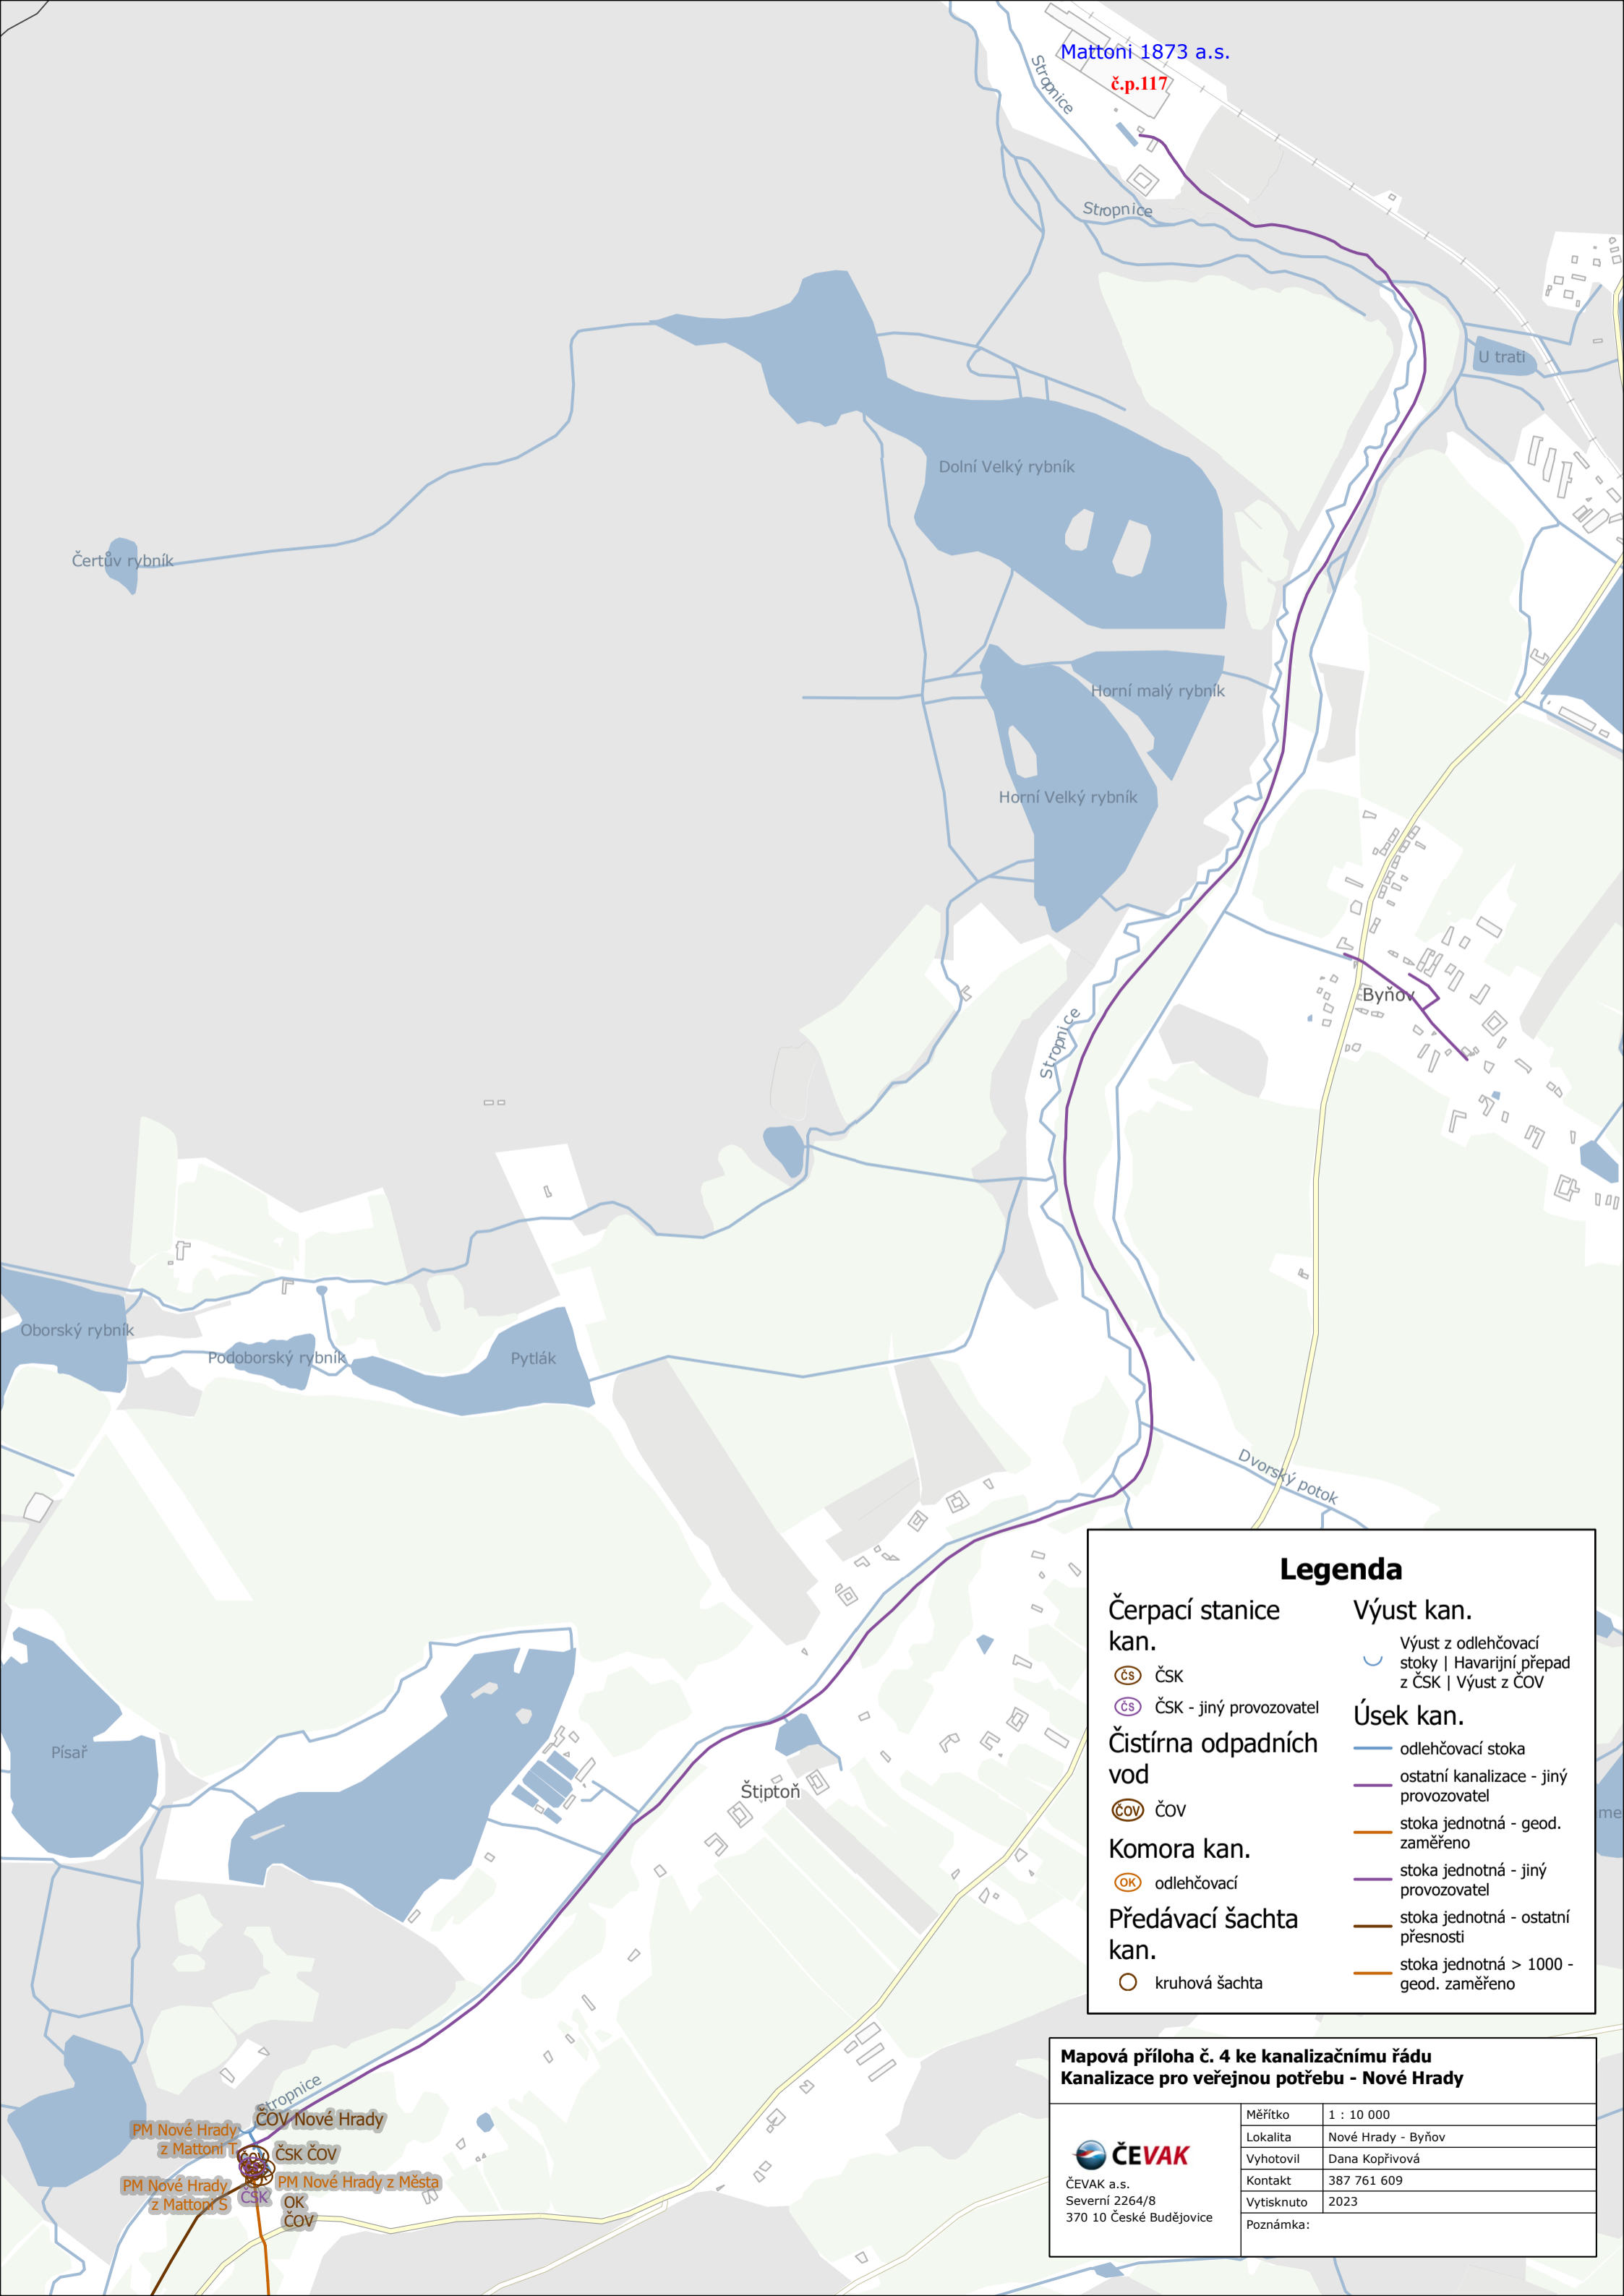 Mattoni 1873 a.s.
č.p.117
Stropnice
Stropnice
U trati
Dolní Velký rybník
Čertův rybník
Horní malý rybník
Horní Velký rybník
Byňov
Stropnice
Oborský rybník
Podoborský rybník
Pytlák
Dvorský potok
Písař
Štiptoň
Stropnice
ČOV Nové Hrady
PM Nové Hrady
z Mattoni T
ČOV
ČSK ČOV
PM Nové Hrady
z Mattoni S
PM Nové Hrady z Města
ČSK
OK
ČOV
Legenda
Čerpací stanice
kan.
ČS ČSK
ČS ČSK - jiný provozovatel
Čistírna odpadních
vod
ČOV ČOV
Komora kan.
OK odlehčovací
Předávací šachta
kan.
kruhová šachta
Výust kan.
Výust z odlehčovací
stoky | Havarijní přepad
z ČSK | Výust z ČOV
Úsek kan.
odlehčovací stoka
ostatní kanalizace - jiný
provozovatel
stoka jednotná - geod.
zaměřeno
stoka jednotná - jiný
provozovatel
stoka jednotná - ostatní
přesnosti
stoka jednotná > 1000 -
geod. zaměřeno
me
Mapová příloha č. 4 ke kanalizačnímu řádu
Kanalizace pro veřejnou potřebu - Nové Hrady
ČEVAK
ČEVAK a.s.
Severní 2264/8
370 10 České Budějovice
Měřítko 1 : 10 000
Lokalita Nové Hrady - Byňov
Vyhotovil Dana Kopřivová
Kontakt 387 761 609
Vytisknuto 2023
Poznámka: